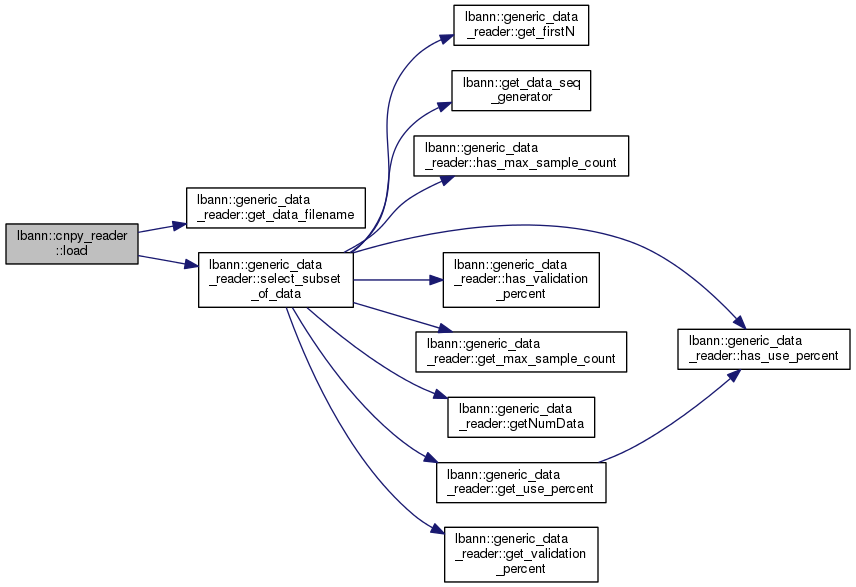 lbann::generic_data
_reader::get_firstN
lbann::get_data_seq
_generator
lbann::generic_data
_reader::has_max_sample_count
lbann::generic_data
_reader::get_data_filename
lbann::cnpy_reader
::load
lbann::generic_data
_reader::select_subset
_of_data
lbann::generic_data
_reader::has_validation
_percent
lbann::generic_data
_reader::get_max_sample_count
lbann::generic_data
_reader::has_use_percent
lbann::generic_data
_reader::getNumData
lbann::generic_data
_reader::get_use_percent
lbann::generic_data
_reader::get_validation
_percent